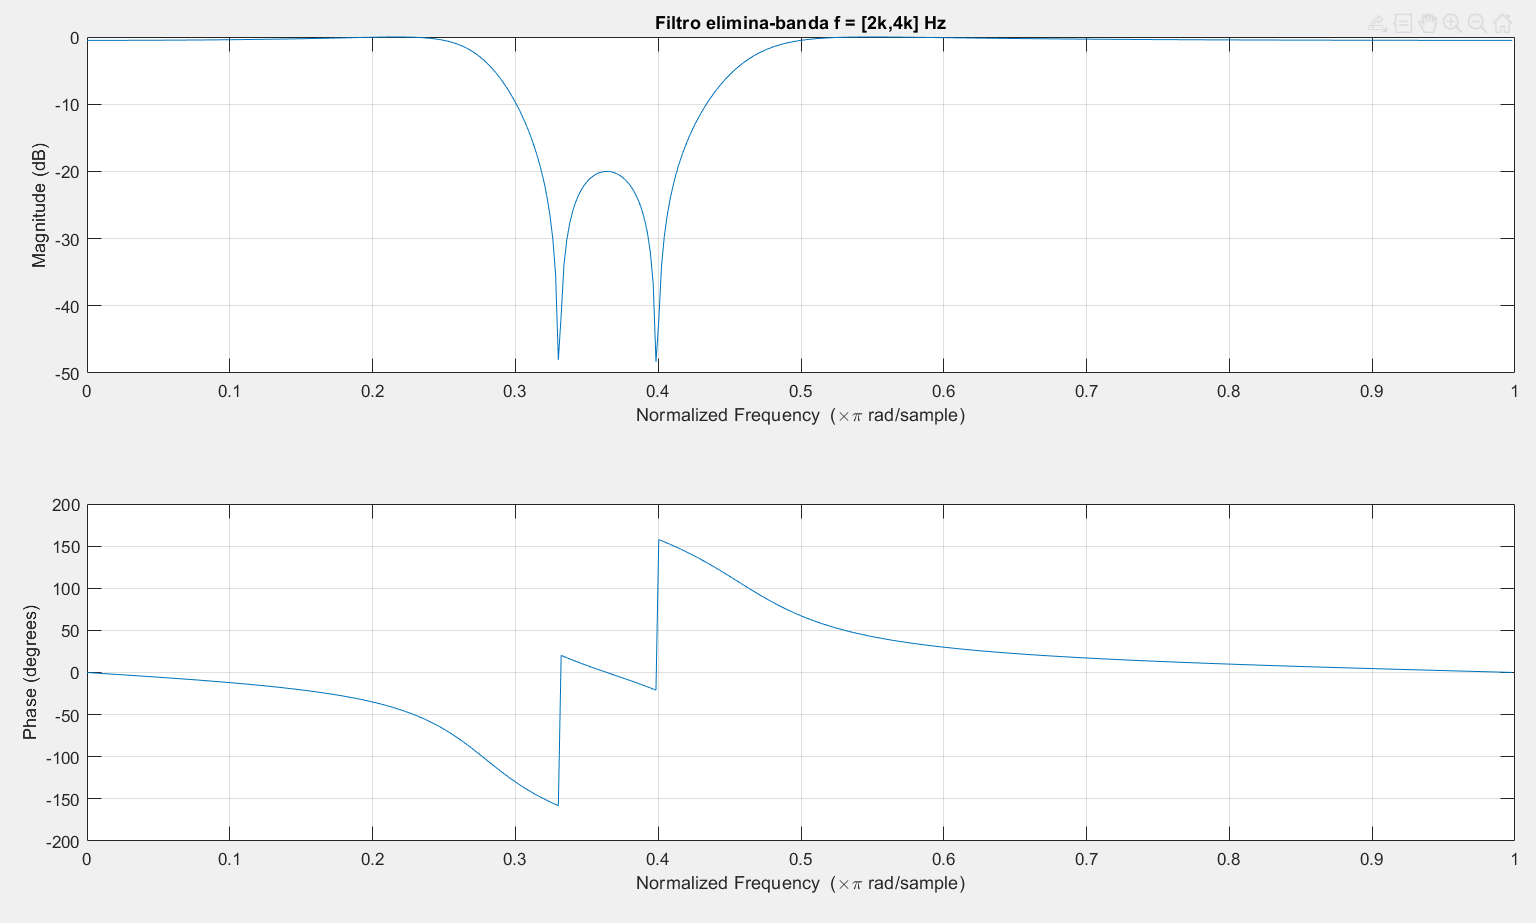 Filtro elimina-banda f = [2k,4k] Hz
0
-10
-20
-30
-40
-50
Magnitude (dB)
0 0.1 0.2 0.3 0.4 0.5 0.6 0.7 0.8 0.9 1
Normalized Frequency (×π rad/sample)
200
150
100
50
0
-50
-100
-150
-200
Phase (degrees)
0 0.1 0.2 0.3 0.4 0.5 0.6 0.7 0.8 0.9 1
Normalized Frequency (×π rad/sample)